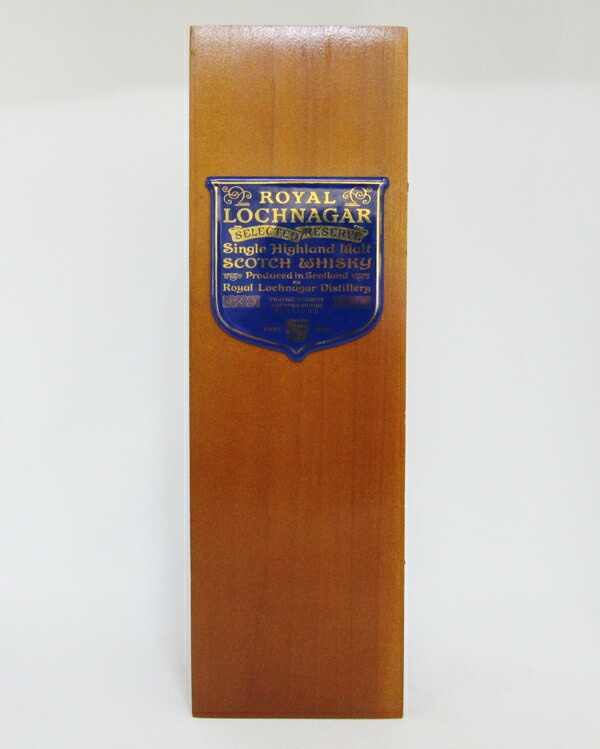 ROYAL
LOCHNAGAR
SELECTED RESERVE
Single Highland Malt
SCOTCH WHISKY
Produced in Scotland
by
Royal Lochnagar Distillery